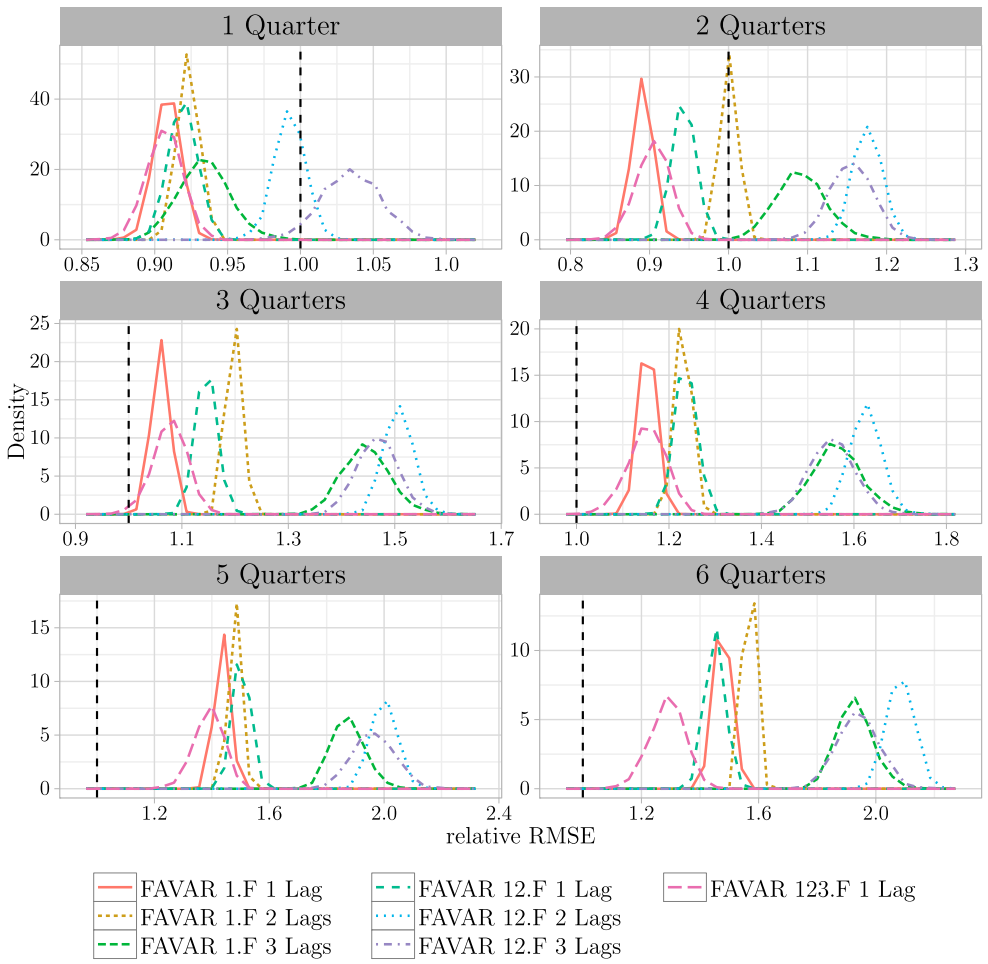 1 Quarter
2 Quarters
40
20
0
0.85 0.90 0.95 1.00 1.05 1.0
30
20
10
0
0.8 0.9 1.0 1.1 1.2 1.3
3 Quarters
4 Quarters
Density
25
20
15
10
5
0
0.9 1.1 1.3 1.5 1.7
20
15
10
5
0
1.0 1.2 1.4 1.6 1.8
5 Quarters
6 Quarters
15
10
5
0
1.2 1.6 2.0 2.4
10
5
0
1.2 1.6 2.0
relative RMSE
FAVAR 1.F 1 Lag
FAVAR 1.F 2 Lags
FAVAR 1.F 3 Lags
FAVAR 12.F 1 Lag
FAVAR 12.F 2 Lags
FAVAR 12.F 3 Lags
FAVAR 123.F 1 Lag